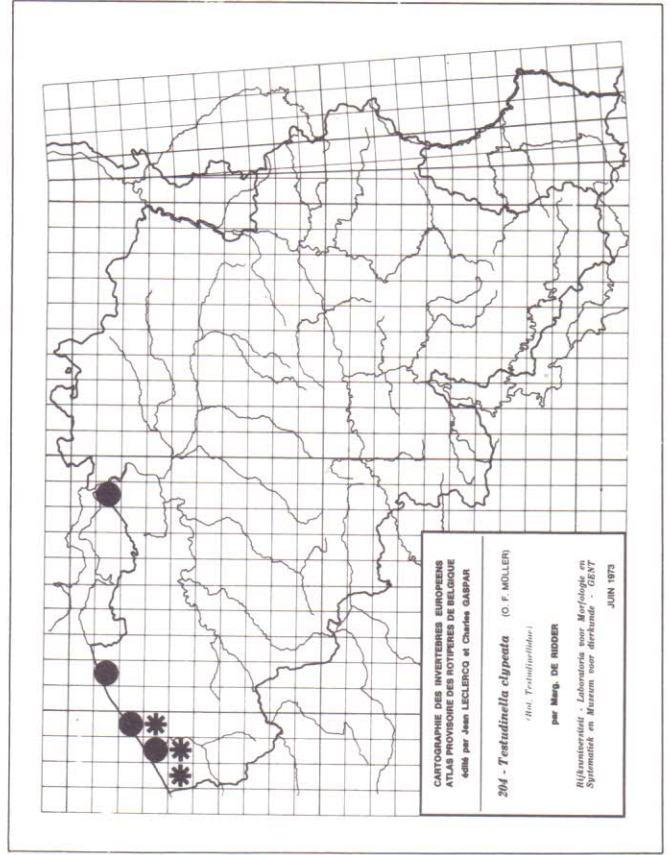 CARTOGRAPHIE DES INVERTEBRES EUROPEENS
ATLAS PROVISOIRE DES ROTIFERES DE BELGIQUE
édité par Jean LECLERCQ et Charles GASPAR
204 - Testudinella clypeata (O. F. MÜLLER)
(Rot. Testudinellidae)
par Marg. DE RIDDER
Rijksuniversiteit - Laboratoria voor Morfologie en
Systematiek en Museum voor dierkunde - GENT
JUIN 1973